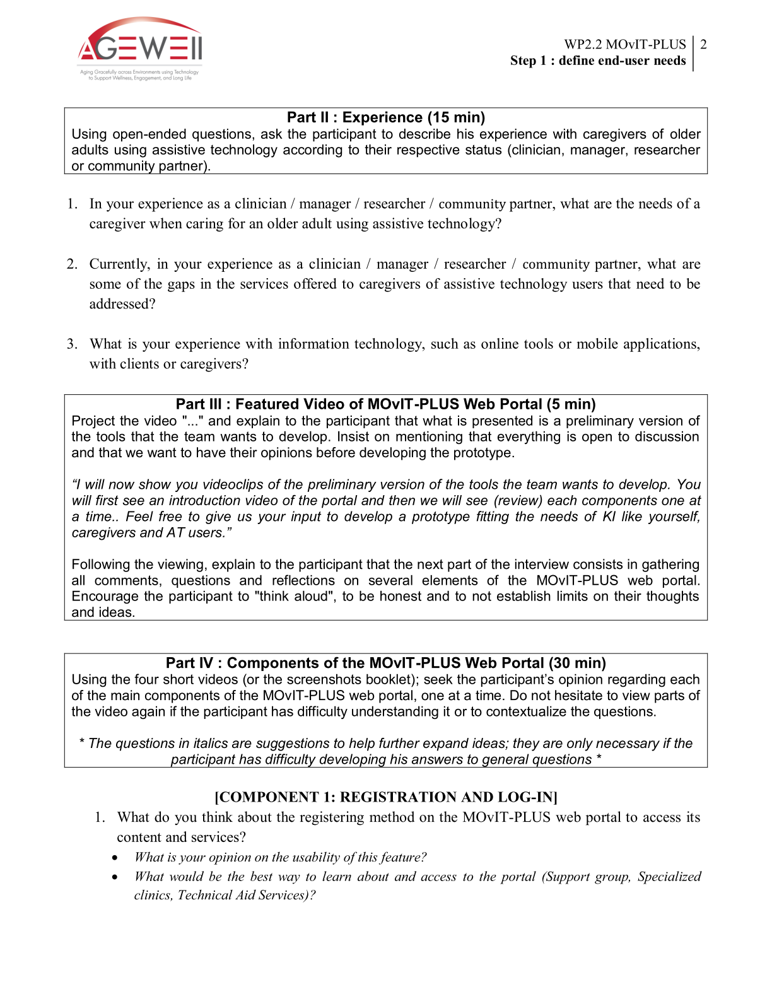 AGEWELL
Aging Gracefully across Environments using Technology
to Support Wellness, Engagement, and Long Life
WP2.2 MOvIT-PLUS 2
Step 1 : define end-user needs
Part II : Experience (15 min)
Using open-ended questions, ask the participant to describe his experience with caregivers of older
adults using assistive technology according to their respective status (clinician, manager, researcher
or community partner).
1. In your experience as a clinician / manager / researcher / community partner, what are the needs of a
caregiver when caring for an older adult using assistive technology?
2. Currently, in your experience as a clinician / manager / researcher / community partner, what are
some of the gaps in the services offered to caregivers of assistive technology users that need to be
addressed?
3. What is your experience with information technology, such as online tools or mobile applications,
with clients or caregivers?
Part III : Featured Video of MOvIT-PLUS Web Portal (5 min)
Project the video "..." and explain to the participant that what is presented is a preliminary version of
the tools that the team wants to develop. Insist on mentioning that everything is open to discussion
and that we want to have their opinions before developing the prototype.
“I will now show you videoclips of the preliminary version of the tools the team wants to develop. You
will first see an introduction video of the portal and then we will see (review) each components one at
a time.. Feel free to give us your input to develop a prototype fitting the needs of KI like yourself,
caregivers and AT users.”
Following the viewing, explain to the participant that the next part of the interview consists in gathering
all comments, questions and reflections on several elements of the MOvIT-PLUS web portal.
Encourage the participant to "think aloud", to be honest and to not establish limits on their thoughts
and ideas.
Part IV : Components of the MOvIT-PLUS Web Portal (30 min)
Using the four short videos (or the screenshots booklet); seek the participant’s opinion regarding each
of the main components of the MOvIT-PLUS web portal, one at a time. Do not hesitate to view parts of
the video again if the participant has difficulty understanding it or to contextualize the questions.
* The questions in italics are suggestions to help further expand ideas; they are only necessary if the
participant has difficulty developing his answers to general questions *
[COMPONENT 1: REGISTRATION AND LOG-IN]
1. What do you think about the registering method on the MOvIT-PLUS web portal to access its
content and services?
• What is your opinion on the usability of this feature?
• What would be the best way to learn about and access to the portal (Support group, Specialized
clinics, Technical Aid Services)?